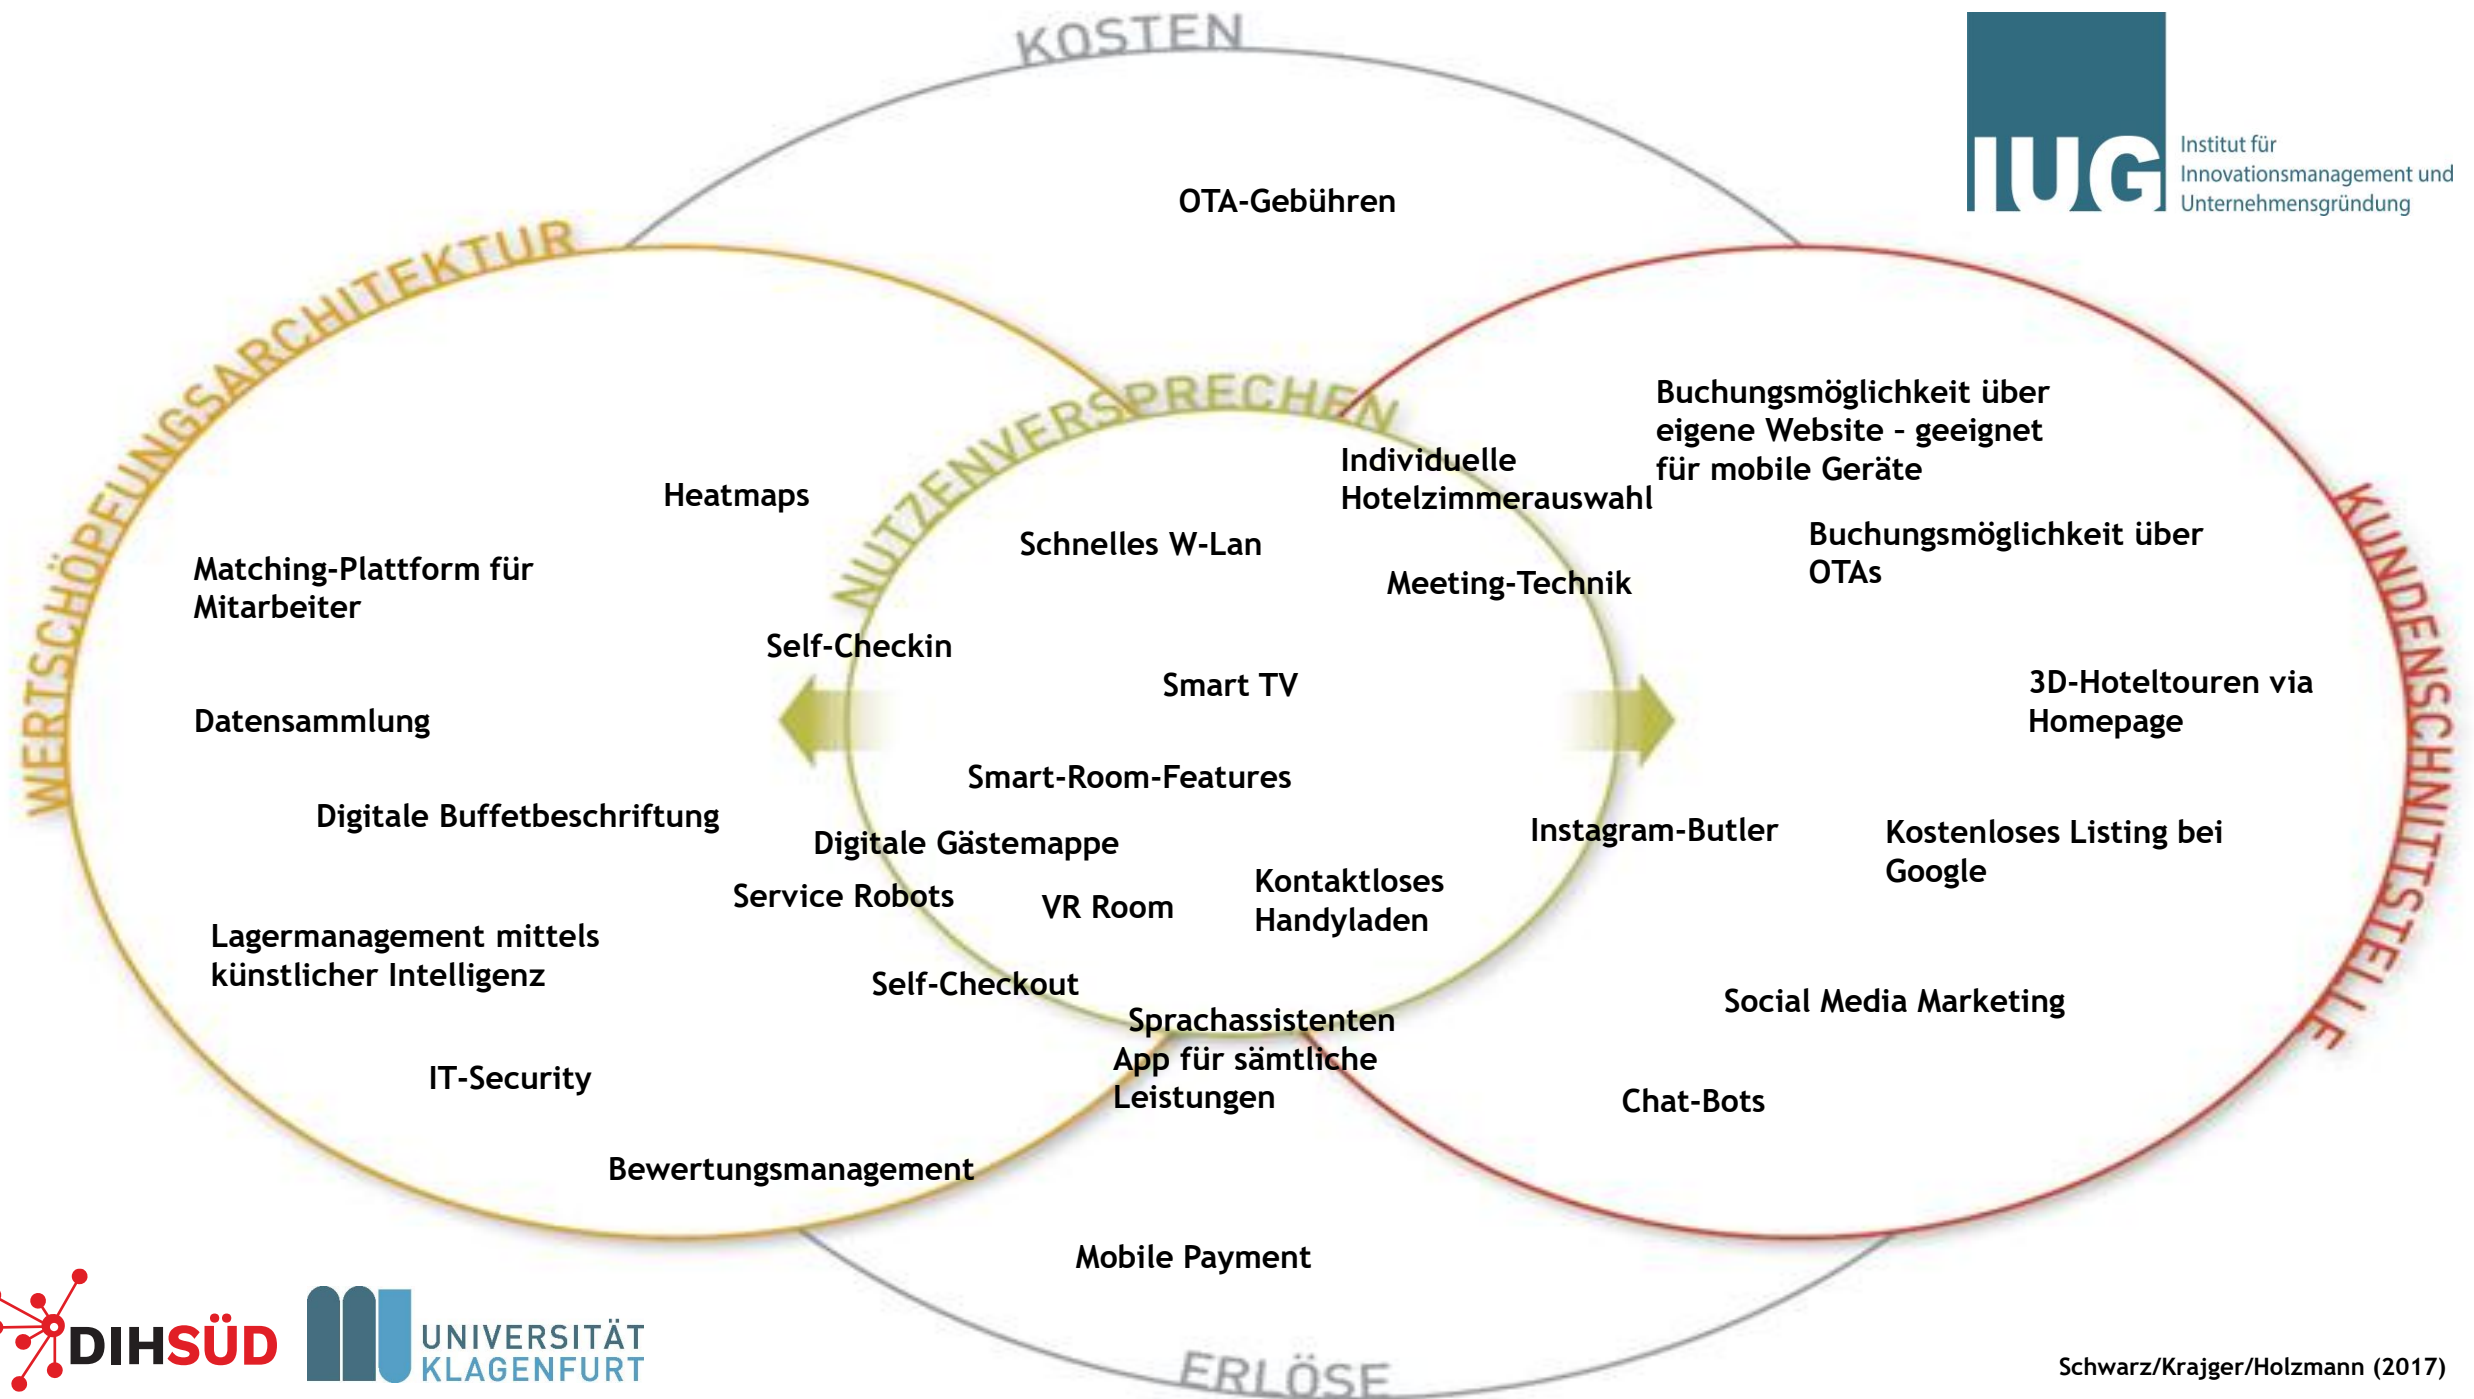 KOSTEN
IUG
Institut für
Innovationsmanagement und
Unternehmensgründung
OTA-Gebühren
WERTSCHÖPFUNGSARCHITEKTUR
NUTZENVERSPRECHEN
KUNDENSCHNITTSTELLE
Buchungsmöglichkeit über
eigene Website - geeignet
für mobile Geräte
Individuelle
Hotelzimmerauswahl
Heatmaps
Schnelles W-Lan
Buchungsmöglichkeit über
OTAs
Matching-Plattform für
Mitarbeiter
Meeting-Technik
Self-Checkin
Smart TV
3D-Hoteltouren via
Homepage
Datensammlung
Smart-Room-Features
Digitale Buffetbeschriftung
Digitale Gästemappe
Instagram-Butler
Kostenloses Listing bei
Google
Service Robots
VR Room
Kontaktloses
Handyladen
Lagermanagement mittels
künstlicher Intelligenz
Self-Checkout
Sprachassistenten
App für sämtliche
Leistungen
Social Media Marketing
IT-Security
Chat-Bots
Bewertungsmanagement
Mobile Payment
DIHSÜD
UNIVERSITÄT
KLAGENFURT
ERLÖSE
Schwarz/Krajger/Holzmann (2017)